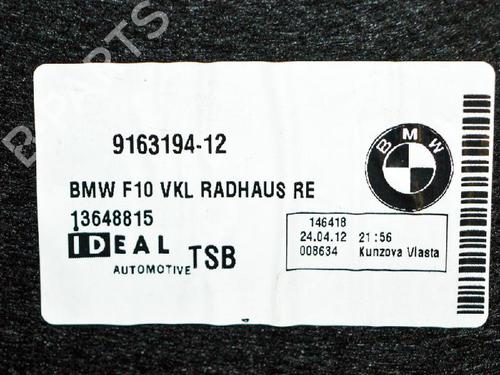 B-PARTS
9163194-12
BMW
BMW F10 VKL RADHAUS RE
13648815
IDEAL
AUTOMOTIVE
TSB
146418
24.04.12 21:56
008634 Kunzova Vlasta